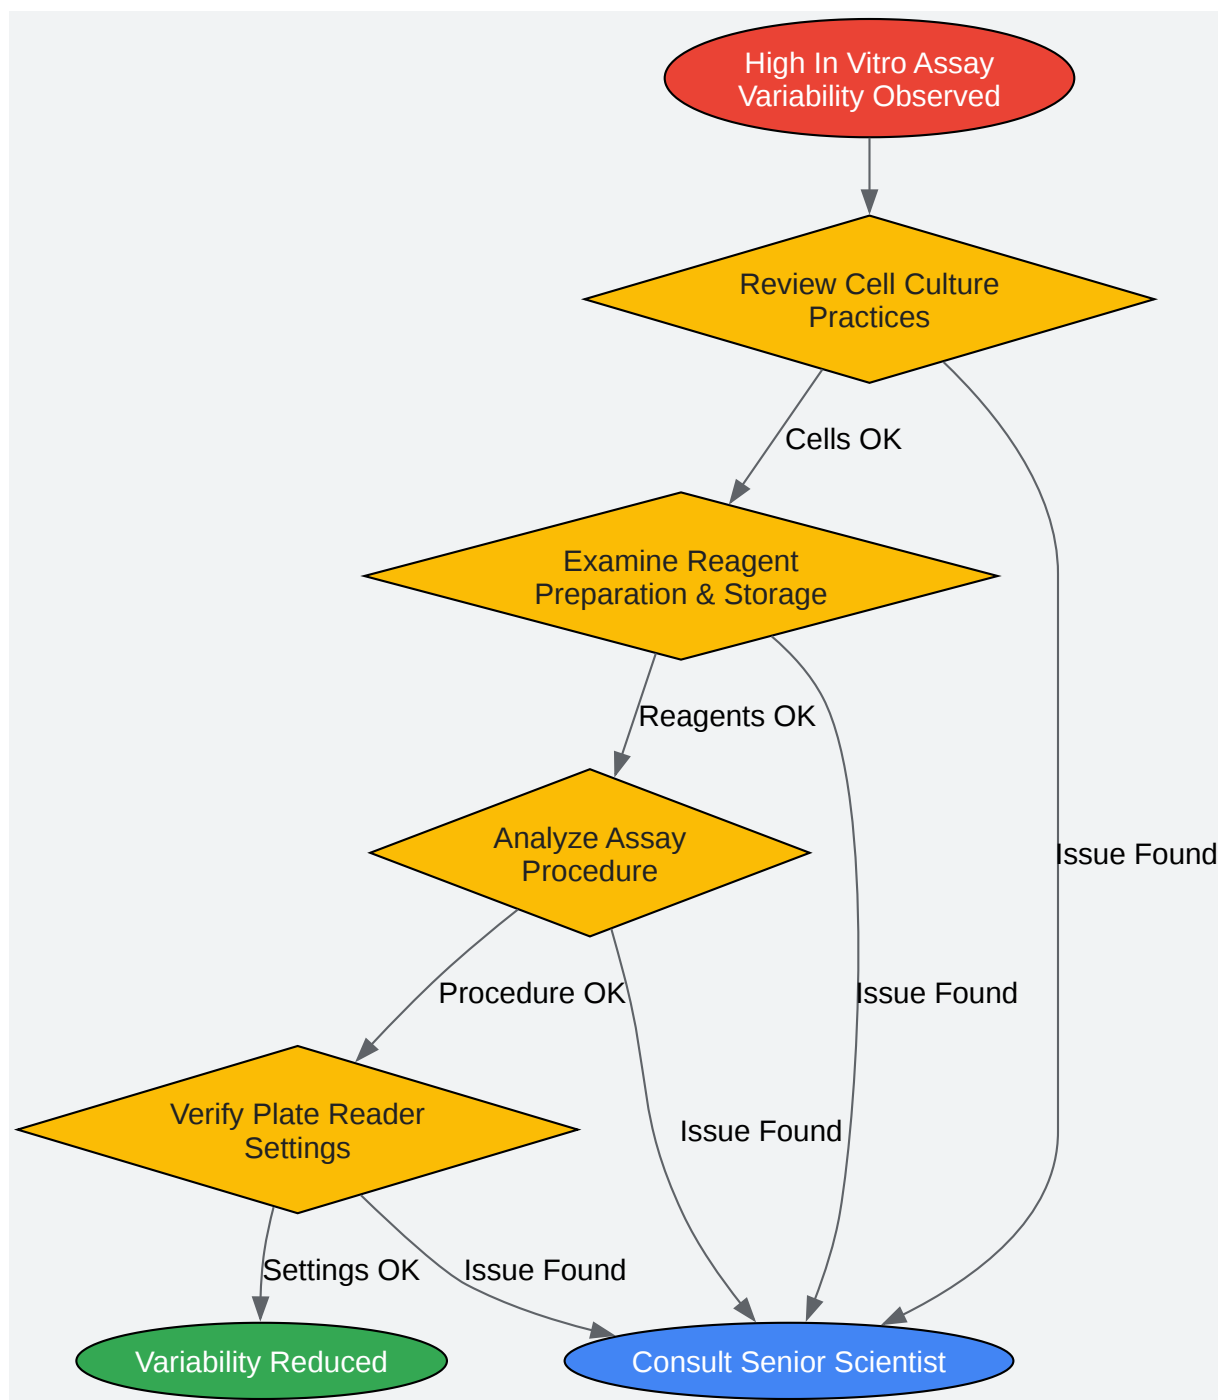 High In Vitro Assay
Variability Observed
Review Cell Culture
Practices
Cells OK
Examine Reagent
Preparation & Storage
Reagents OK
Analyze Assay
Procedure
Issue Found
Procedure OK
Issue Found
Verify Plate Reader
Settings
Issue Found
Settings OK
Issue Found
Variability Reduced
Consult Senior Scientist